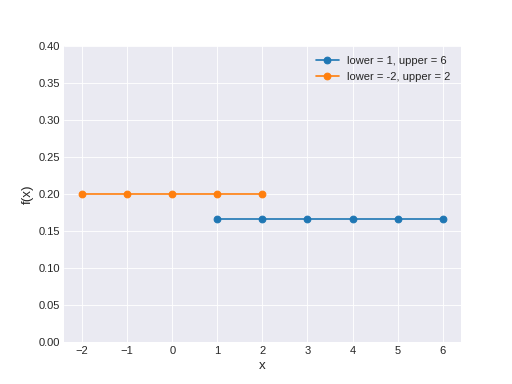 lower = 1, upper = 6
lower = -2, upper = 2
0.40
0.35
0.30
0.25
0.20
0.15
0.10
0.05
0.00
f(x)
−2 −1 0 1 2 3 4 5 6
x